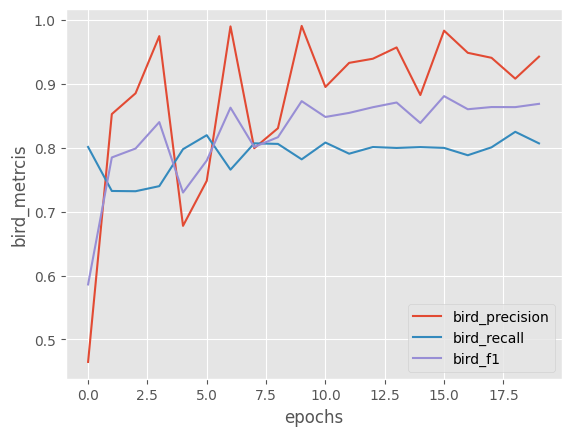 1.0
0.9
0.8
0.7
0.6
0.5
bird_metrcis
0.0 2.5 5.0 7.5 10.0 12.5 15.0 17.5
epochs
bird_precision
bird_recall
bird_f1